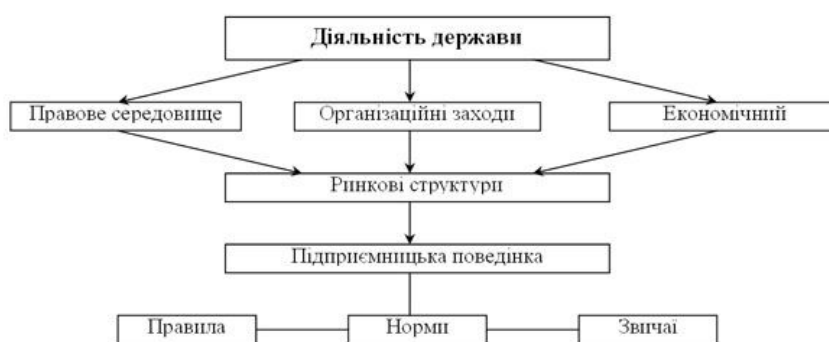 Діяльність держави
Правове середовище
Організаційні заходи
Економічний
Ринкові структури
Підприємницька поведінка
Правила
Норми
Звичаї